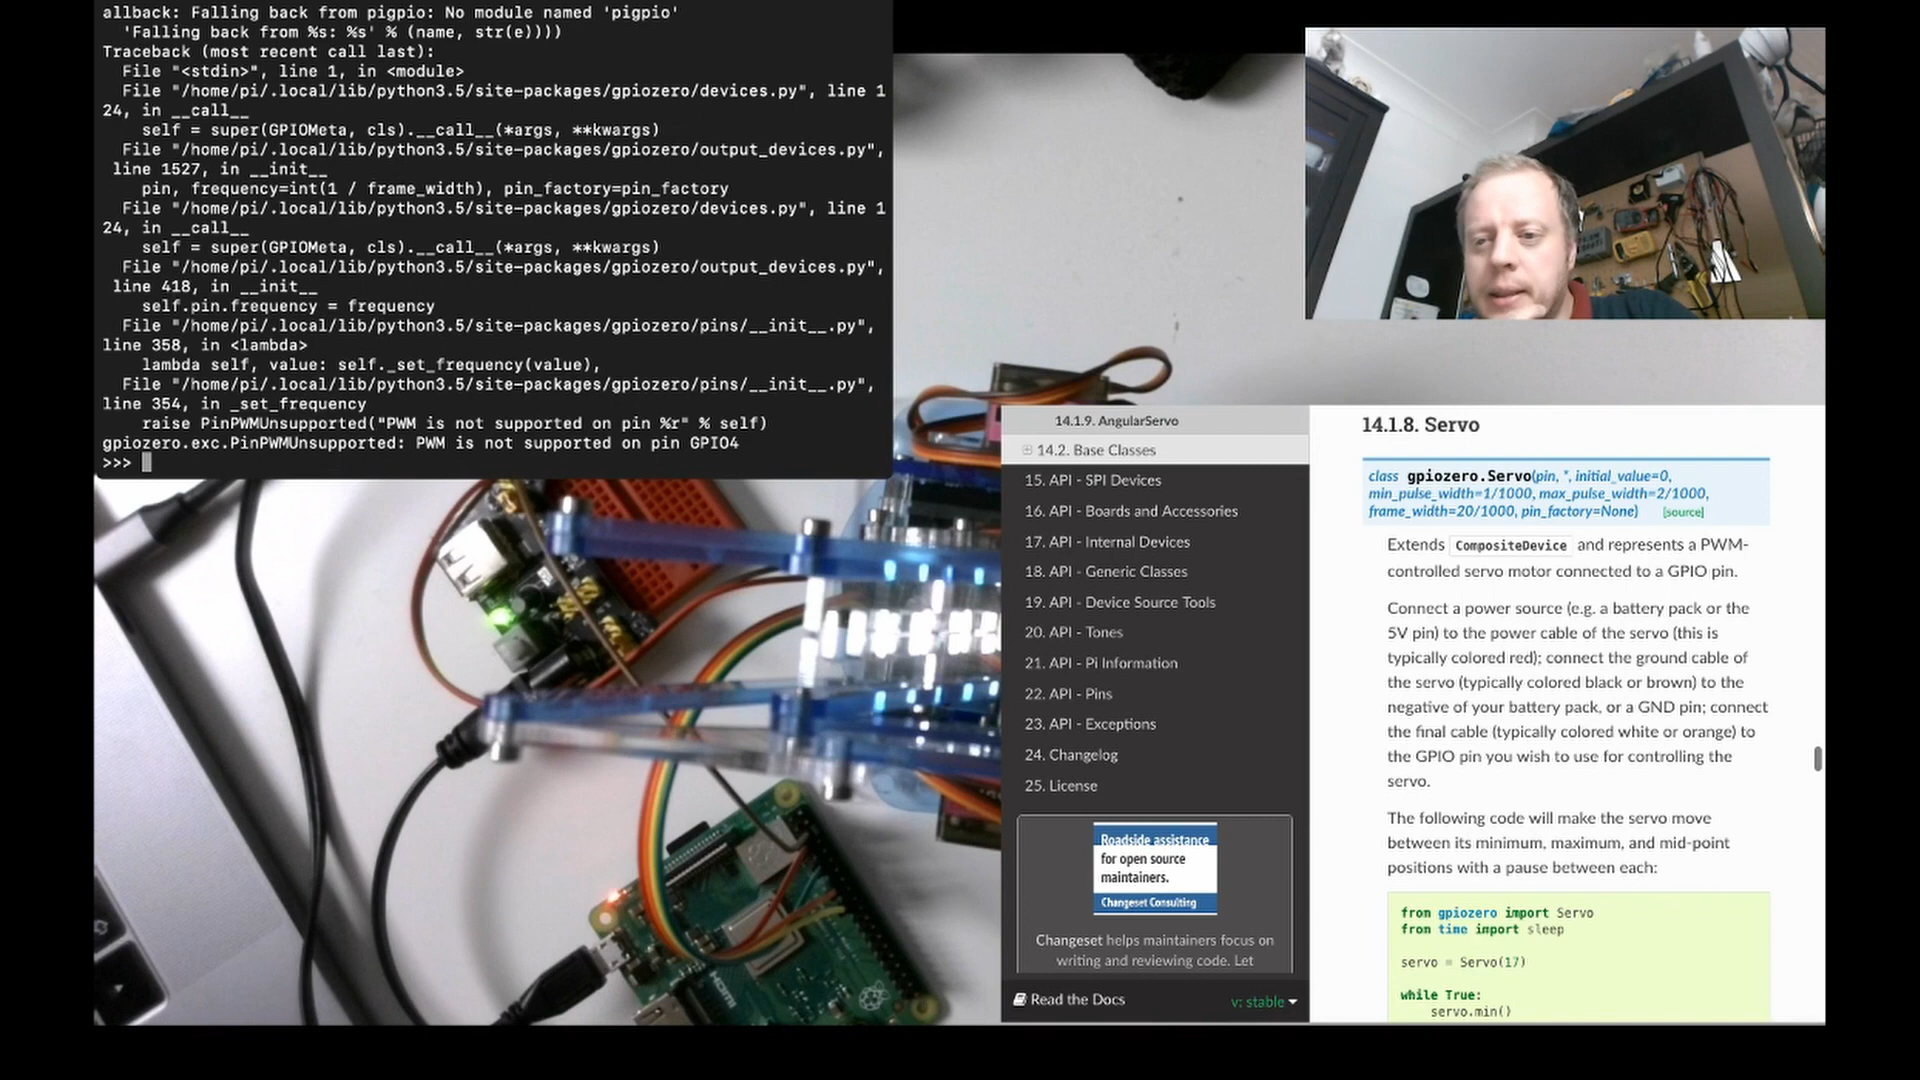 allback: Falling back from pigpio: No module named 'pigpio'
  'Falling back from %s: %s' % (name, str(e))))
Traceback (most recent call last):
  File "<stdin>", line 1, in <module>
  File "/home/pi/.local/lib/python3.5/site-packages/gpiozero/devices.py", line 1
24, in __call__
    self = super(GPIOMeta, cls).__call__(*args, **kwargs)
  File "/home/pi/.local/lib/python3.5/site-packages/gpiozero/output_devices.py",
 line 1527, in __init__
    pin, frequency=int(1 / frame_width), pin_factory=pin_factory
  File "/home/pi/.local/lib/python3.5/site-packages/gpiozero/devices.py", line 1
24, in __call__
    self = super(GPIOMeta, cls).__call__(*args, **kwargs)
  File "/home/pi/.local/lib/python3.5/site-packages/gpiozero/output_devices.py",
 line 418, in __init__
    self.pin.frequency = frequency
  File "/home/pi/.local/lib/python3.5/site-packages/gpiozero/pins/__init__.py",
line 358, in <lambda>
    lambda self, value: self._set_frequency(value),
  File "/home/pi/.local/lib/python3.5/site-packages/gpiozero/pins/__init__.py",
line 354, in _set_frequency
    raise PinPWMUnsupported("PWM is not supported on pin %r" % self)
gpiozero.exc.PinPWMUnsupported: PWM is not supported on pin GPIO4
>>>
14.1.9. AngularServo
14.2. Base Classes
15. API - SPI Devices
16. API - Boards and Accessories
17. API - Internal Devices
18. API - Generic Classes
19. API - Device Source Tools
20. API - Tones
21. API - Pi Information
22. API - Pins
23. API - Exceptions
24. Changelog
25. License
Roadside assistance
for open source
maintainers.
Changeset Consulting
Changeset helps maintainers focus on
writing and reviewing code. Let
Read the Docs
v: stable
14.1.8. Servo
class gpiozero.Servo(pin, *, initial_value=0,
min_pulse_width=1/1000, max_pulse_width=2/1000,
frame_width=20/1000, pin_factory=None) [source]
Extends CompositeDevice and represents a PWM-
controlled servo motor connected to a GPIO pin.
Connect a power source (e.g. a battery pack or the
5V pin) to the power cable of the servo (this is
typically colored red); connect the ground cable of
the servo (typically colored black or brown) to the
negative of your battery pack, or a GND pin; connect
the final cable (typically colored white or orange) to
the GPIO pin you wish to use for controlling the
servo.
The following code will make the servo move
between its minimum, maximum, and mid-point
positions with a pause between each:
from gpiozero import Servo
from time import sleep
servo = Servo(17)
while True:
    servo.min()
HDMI